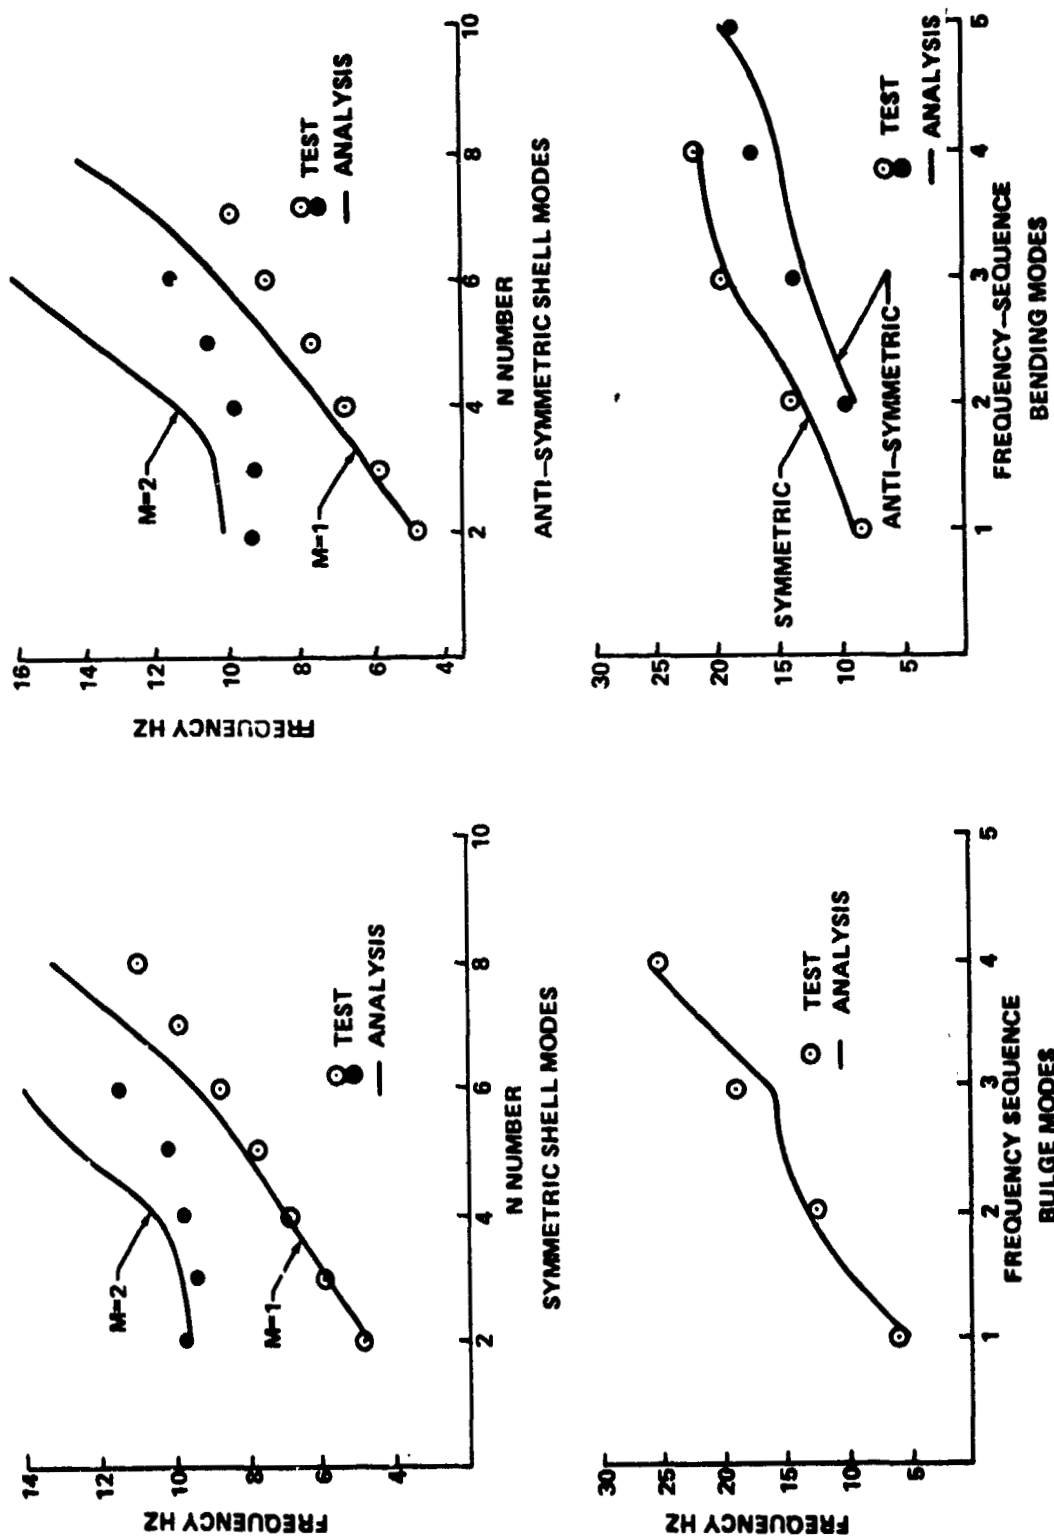 FREQUENCY HZ
14
12
10
8
6
4
2
4
6
8
10
M=2
M=1
TEST
ANALYSIS
N NUMBER
SYMMETRIC SHELL MODES
FREQUENCY HZ
16
14
12
10
8
6
4
2
4
6
8
10
M=2
M=1
TEST
ANALYSIS
N NUMBER
ANTI-SYMMETRIC SHELL MODES
FREQUENCY HZ
30
25
20
15
10
5
1
2
3
4
5
TEST
ANALYSIS
FREQUENCY SEQUENCE
BULGE MODES
30
25
20
15
10
5
1
2
3
4
5
SYMMETRIC
ANTI-SYMMETRIC
TEST
ANALYSIS
FREQUENCY-SEQUENCE
BENDING MODES